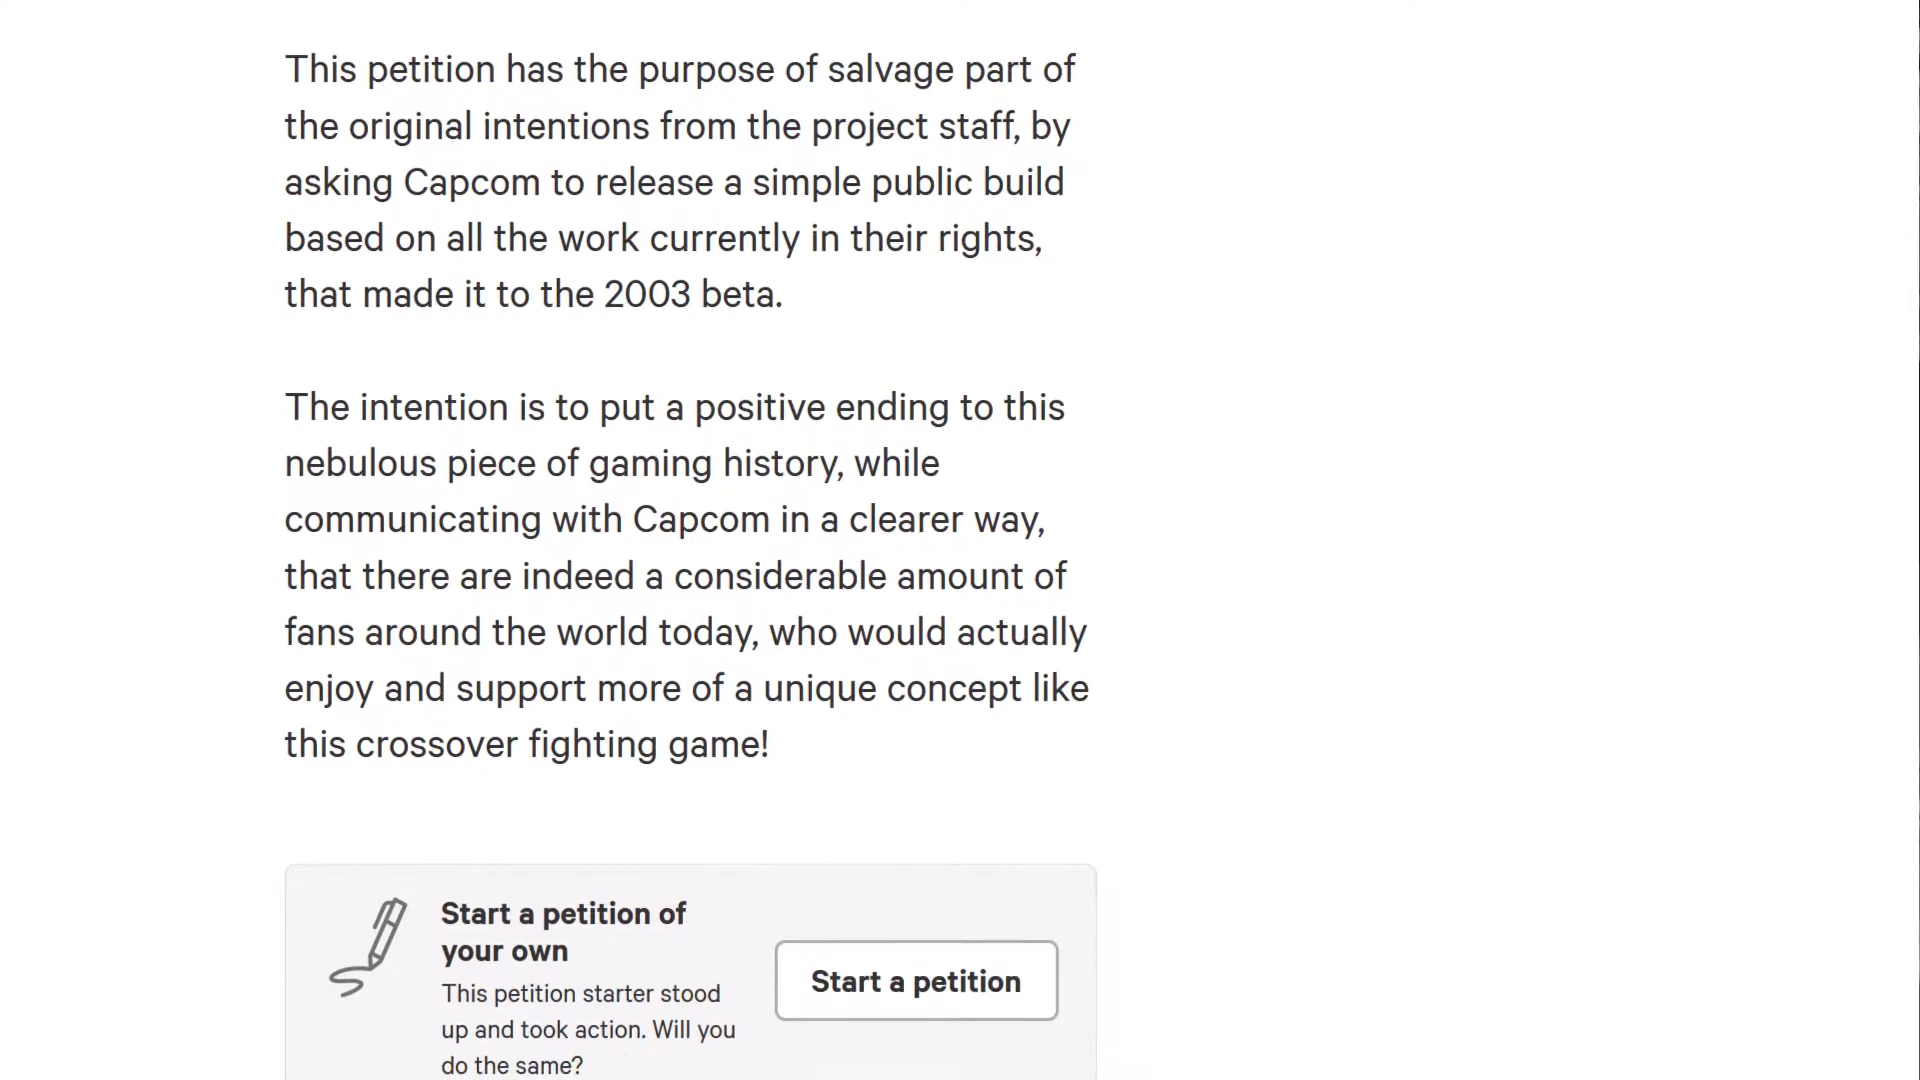 This petition has the purpose of salvage part of
the original intentions from the project staff, by
asking Capcom to release a simple public build
based on all the work currently in their rights,
that made it to the 2003 beta.
The intention is to put a positive ending to this
nebulous piece of gaming history, while
communicating with Capcom in a clearer way,
that there are indeed a considerable amount of
fans around the world today, who would actually
enjoy and support more of a unique concept like
this crossover fighting game!
Start a petition of
your own
This petition starter stood
up and took action. Will you
do the same?
Start a petition